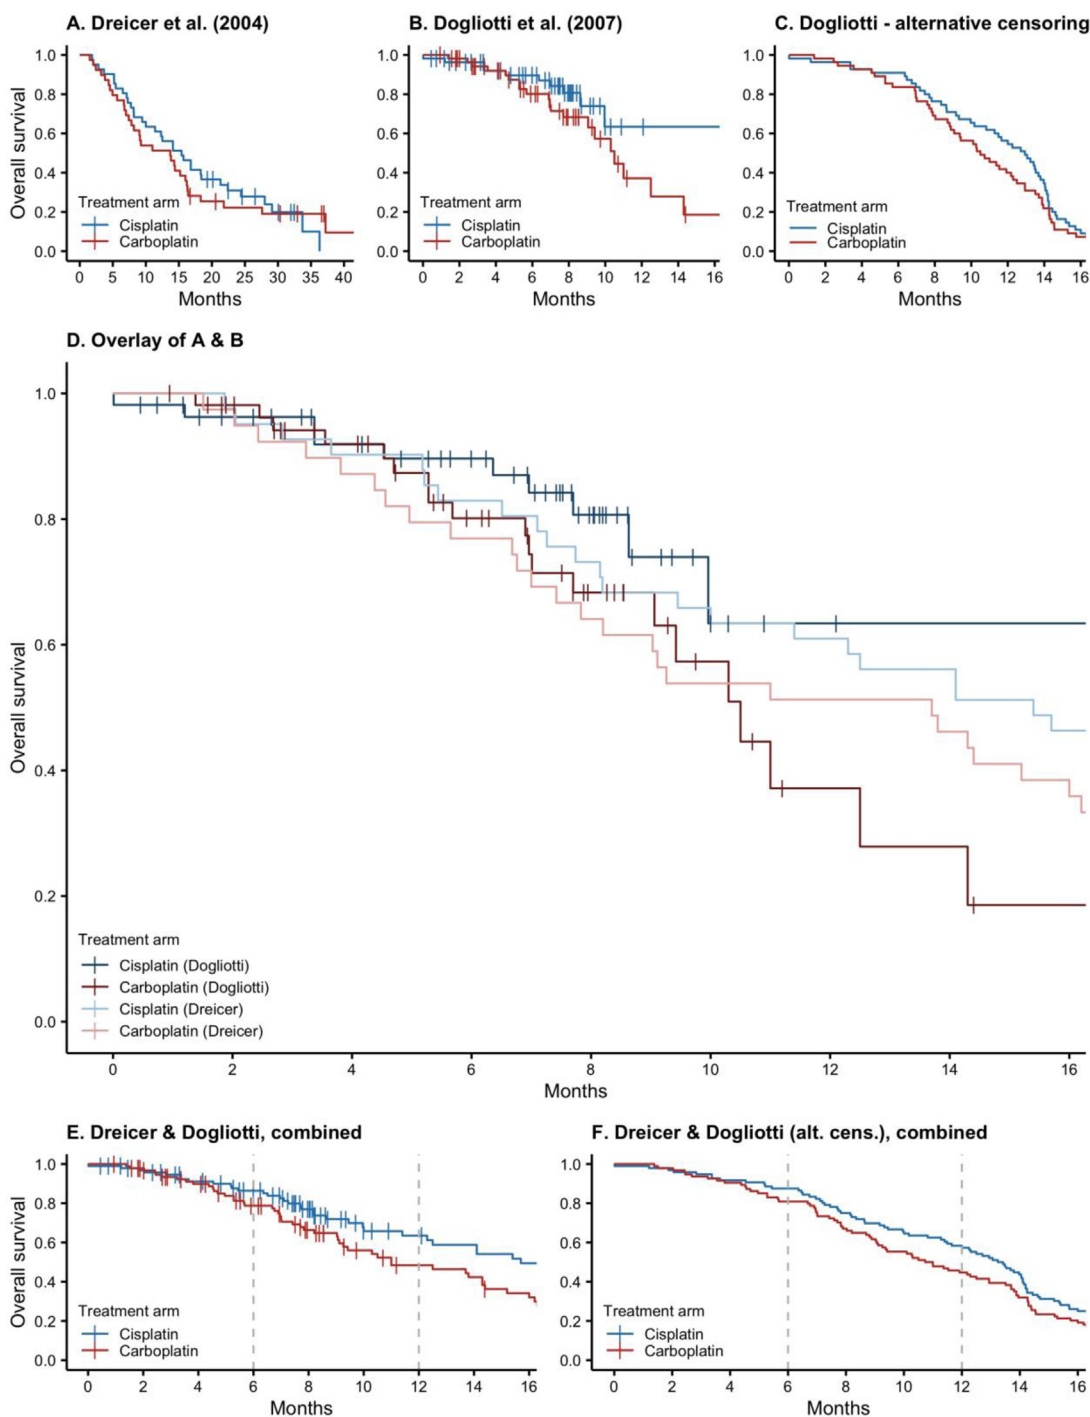 A. Dreicer et al. (2004)
Overall survival
1.0
0.8
0.6
0.4
0.2
0.0
Treatment arm
Cisplatin
Carboplatin
0 5 10 15 20 25 30 35 40
Months
B. Dogliotti et al. (2007)
1.0
0.8
0.6
0.4
0.2
0.0
Treatment arm
Cisplatin
Carboplatin
0 2 4 6 8 10 12 14 16
Months
C. Dogliotti - alternative censoring
1.0
0.8
0.6
0.4
0.2
0.0
Treatment arm
Cisplatin
Carboplatin
0 2 4 6 8 10 12 14 16
Months
D. Overlay of A & B
Overall survival
1.0
0.8
0.6
0.4
0.2
0.0
Treatment arm
Cisplatin (Dogliotti)
Carboplatin (Dogliotti)
Cisplatin (Dreicer)
Carboplatin (Dreicer)
0 2 4 6 8 10 12 14 16
Months
E. Dreicer & Dogliotti, combined
Overall survival
1.0
0.8
0.6
0.4
0.2
0.0
Treatment arm
Cisplatin
Carboplatin
0 2 4 6 8 10 12 14 16
Months
F. Dreicer & Dogliotti (alt. cens.), combined
1.0
0.8
0.6
0.4
0.2
0.0
Treatment arm
Cisplatin
Carboplatin
0 2 4 6 8 10 12 14 16
Months